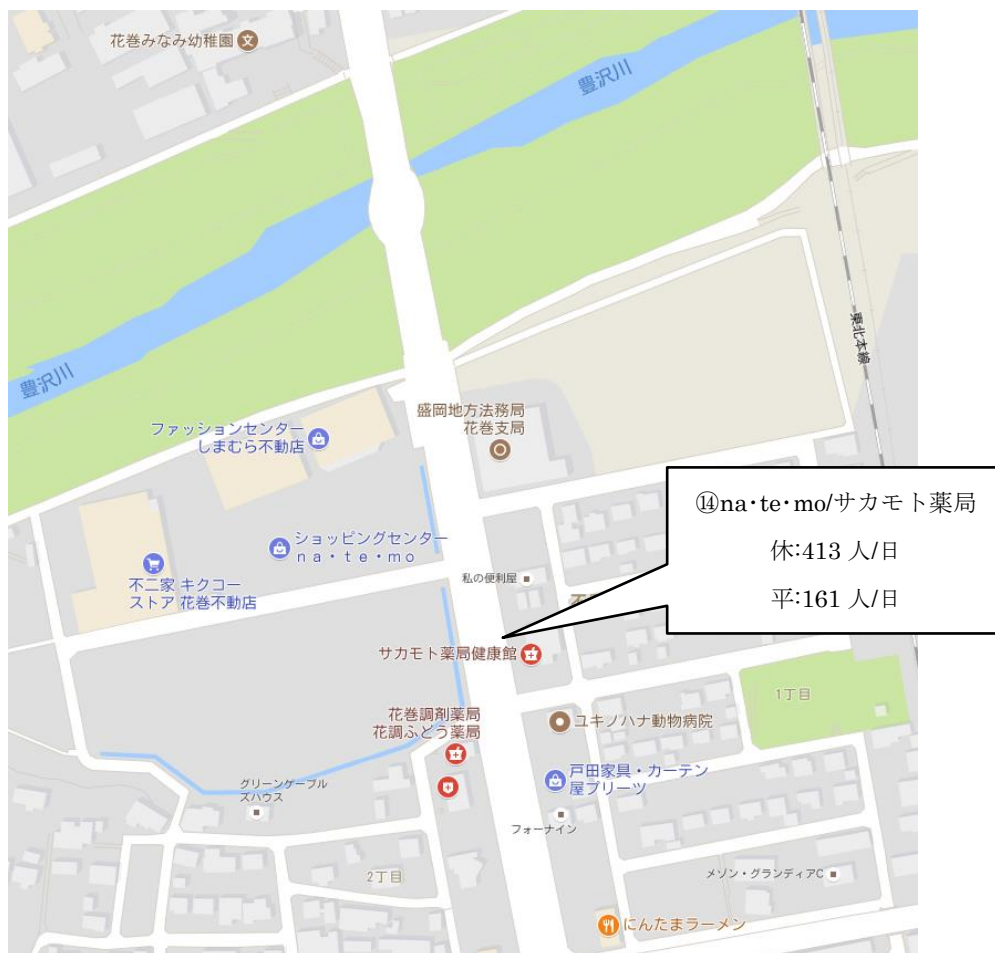 花巻みなみ幼稚園
豊沢川
東北本線
豊沢川
盛岡地方法務局
花巻支局
ファッションセンター
しまむら不動店
⑭na・te・mo/サカモト薬局
休:413 人/日
平:161 人/日
ショッピングセンター
na・te・mo
不二家 キクコー
ストア 花巻不動店
私の便利屋
サカモト薬局健康館
1丁目
花巻調剤薬局
花調ふどう薬局
ユキノハナ動物病院
戸田家具・カーテン
屋プリーツ
グリーンゲーブル
ズハウス
フォーナイン
2丁目
メゾン・グランディアC
にんたまラーメン